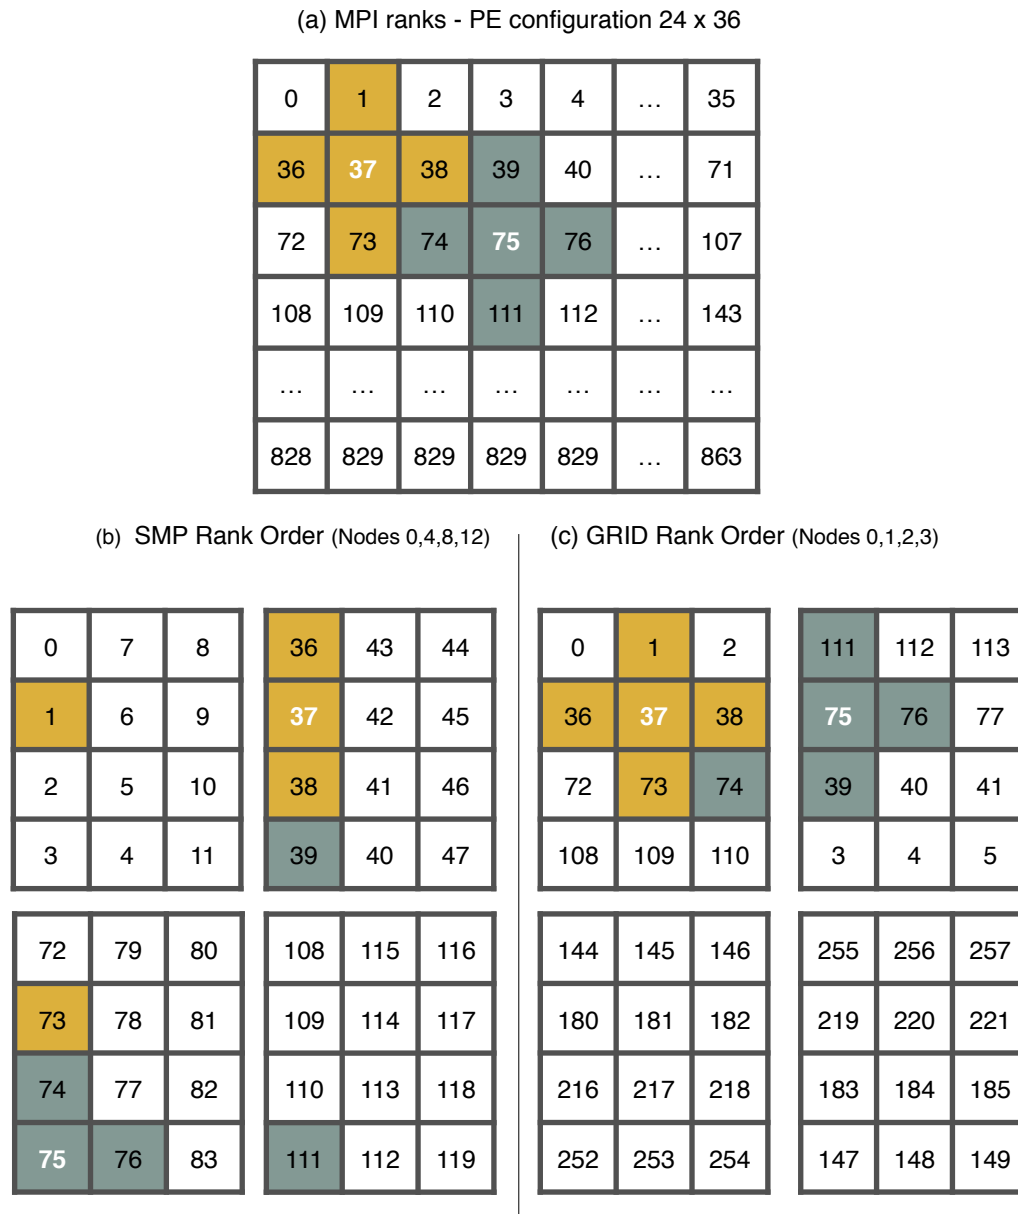 (a) MPI ranks - PE configuration 24 x 36
0 1 2 3 4 … 35
36 37 38 39 40 … 71
72 73 74 75 76 … 107
108 109 110 111 112 … 143
… … … … … … …
828 829 829 829 829 … 863
(b) SMP Rank Order (Nodes 0,4,8,12)
0 7 8
1 6 9
2 5 10
3 4 11
36 43 44
37 42 45
38 41 46
39 40 47
72 79 80
73 78 81
74 77 82
75 76 83
108 115 116
109 114 117
110 113 118
111 112 119
(c) GRID Rank Order (Nodes 0,1,2,3)
0 1 2
36 37 38
72 73 74
108 109 110
111 112 113
75 76 77
39 40 41
3 4 5
144 145 146
180 181 182
216 217 218
252 253 254
255 256 257
219 220 221
183 184 185
147 148 149